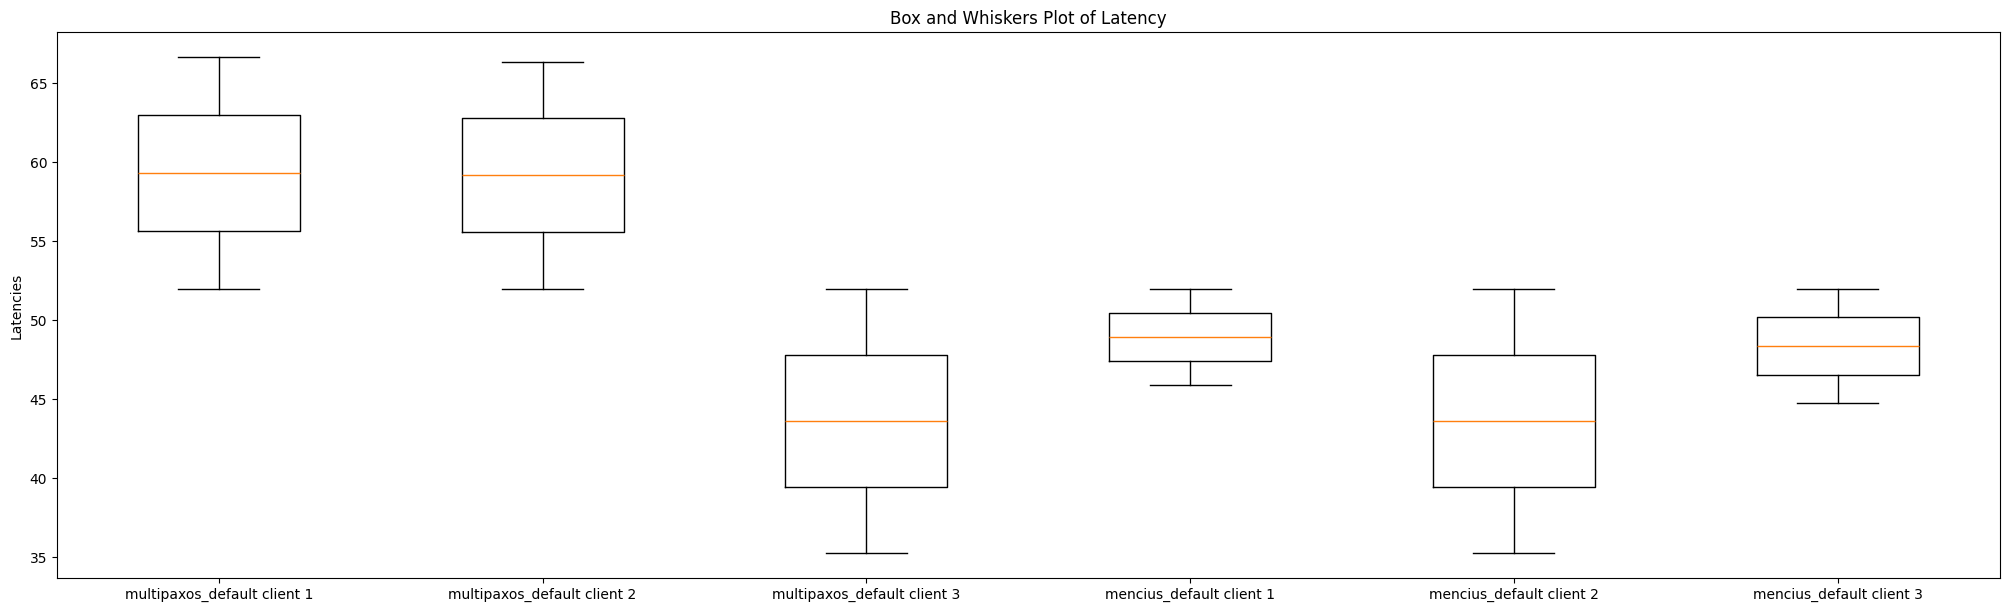 Box and Whiskers Plot of Latency
Latencies
65
60
55
50
45
40
35
multipaxos_default client 1
multipaxos_default client 2
multipaxos_default client 3
mencius_default client 1
mencius_default client 2
mencius_default client 3